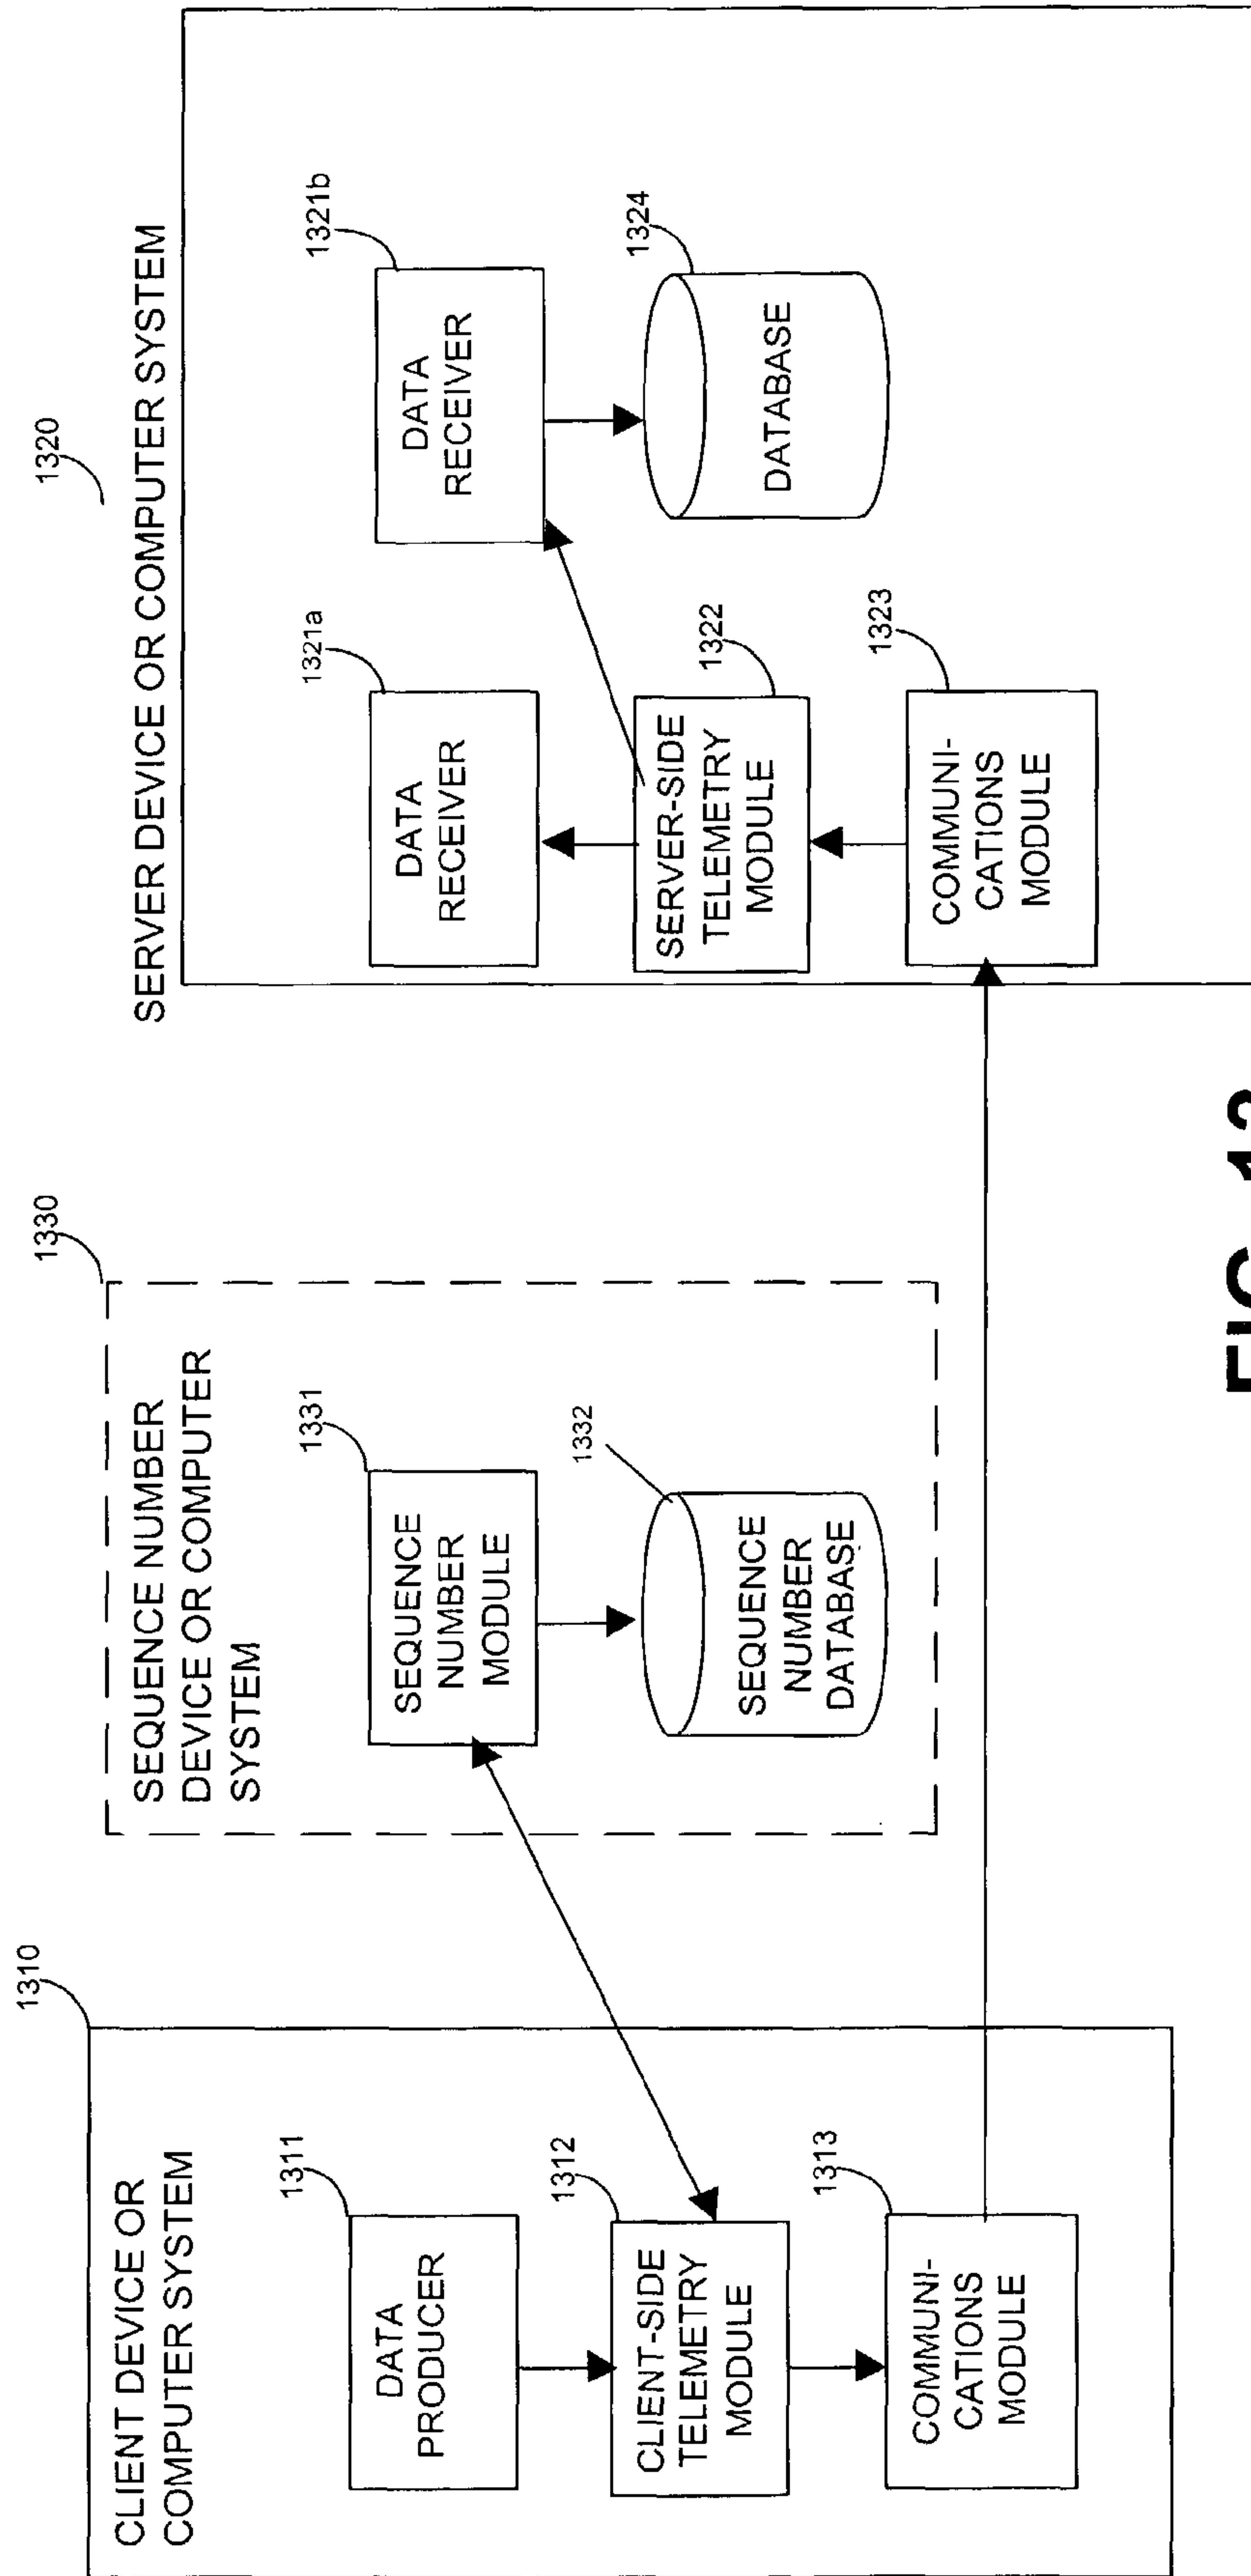 1310
CLIENT DEVICE OR
COMPUTER SYSTEM
1311
DATA
PRODUCER
1312
CLIENT-SIDE
TELEMETRY
MODULE
1313
COMMUNI-
CATIONS
MODULE
1330
SEQUENCE NUMBER
DEVICE OR COMPUTER
SYSTEM
1331
SEQUENCE
NUMBER
MODULE
1332
SEQUENCE
NUMBER
DATABASE
1320
SERVER DEVICE OR COMPUTER SYSTEM
1321a
DATA
RECEIVER
1321b
DATA
RECEIVER
1322
SERVER-SIDE
TELEMETRY
MODULE
1324
DATABASE
1323
COMMUNI-
CATIONS
MODULE